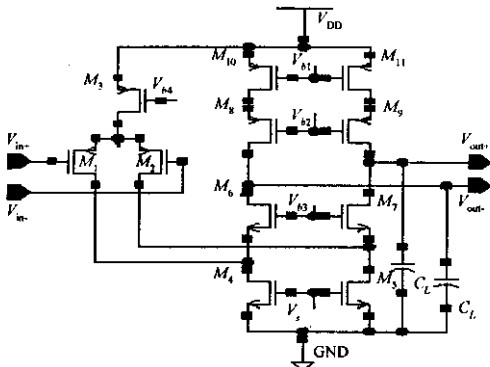 V_DD
M_10
V_b1
M_11
M_3
V_b4
M_8
V_b2
M_9
V_in+
M_1
M_2
V_out+
V_in-
M_6
V_b3
M_7
V_out-
M_4
V_s
M_5
C_L
C_L
GND